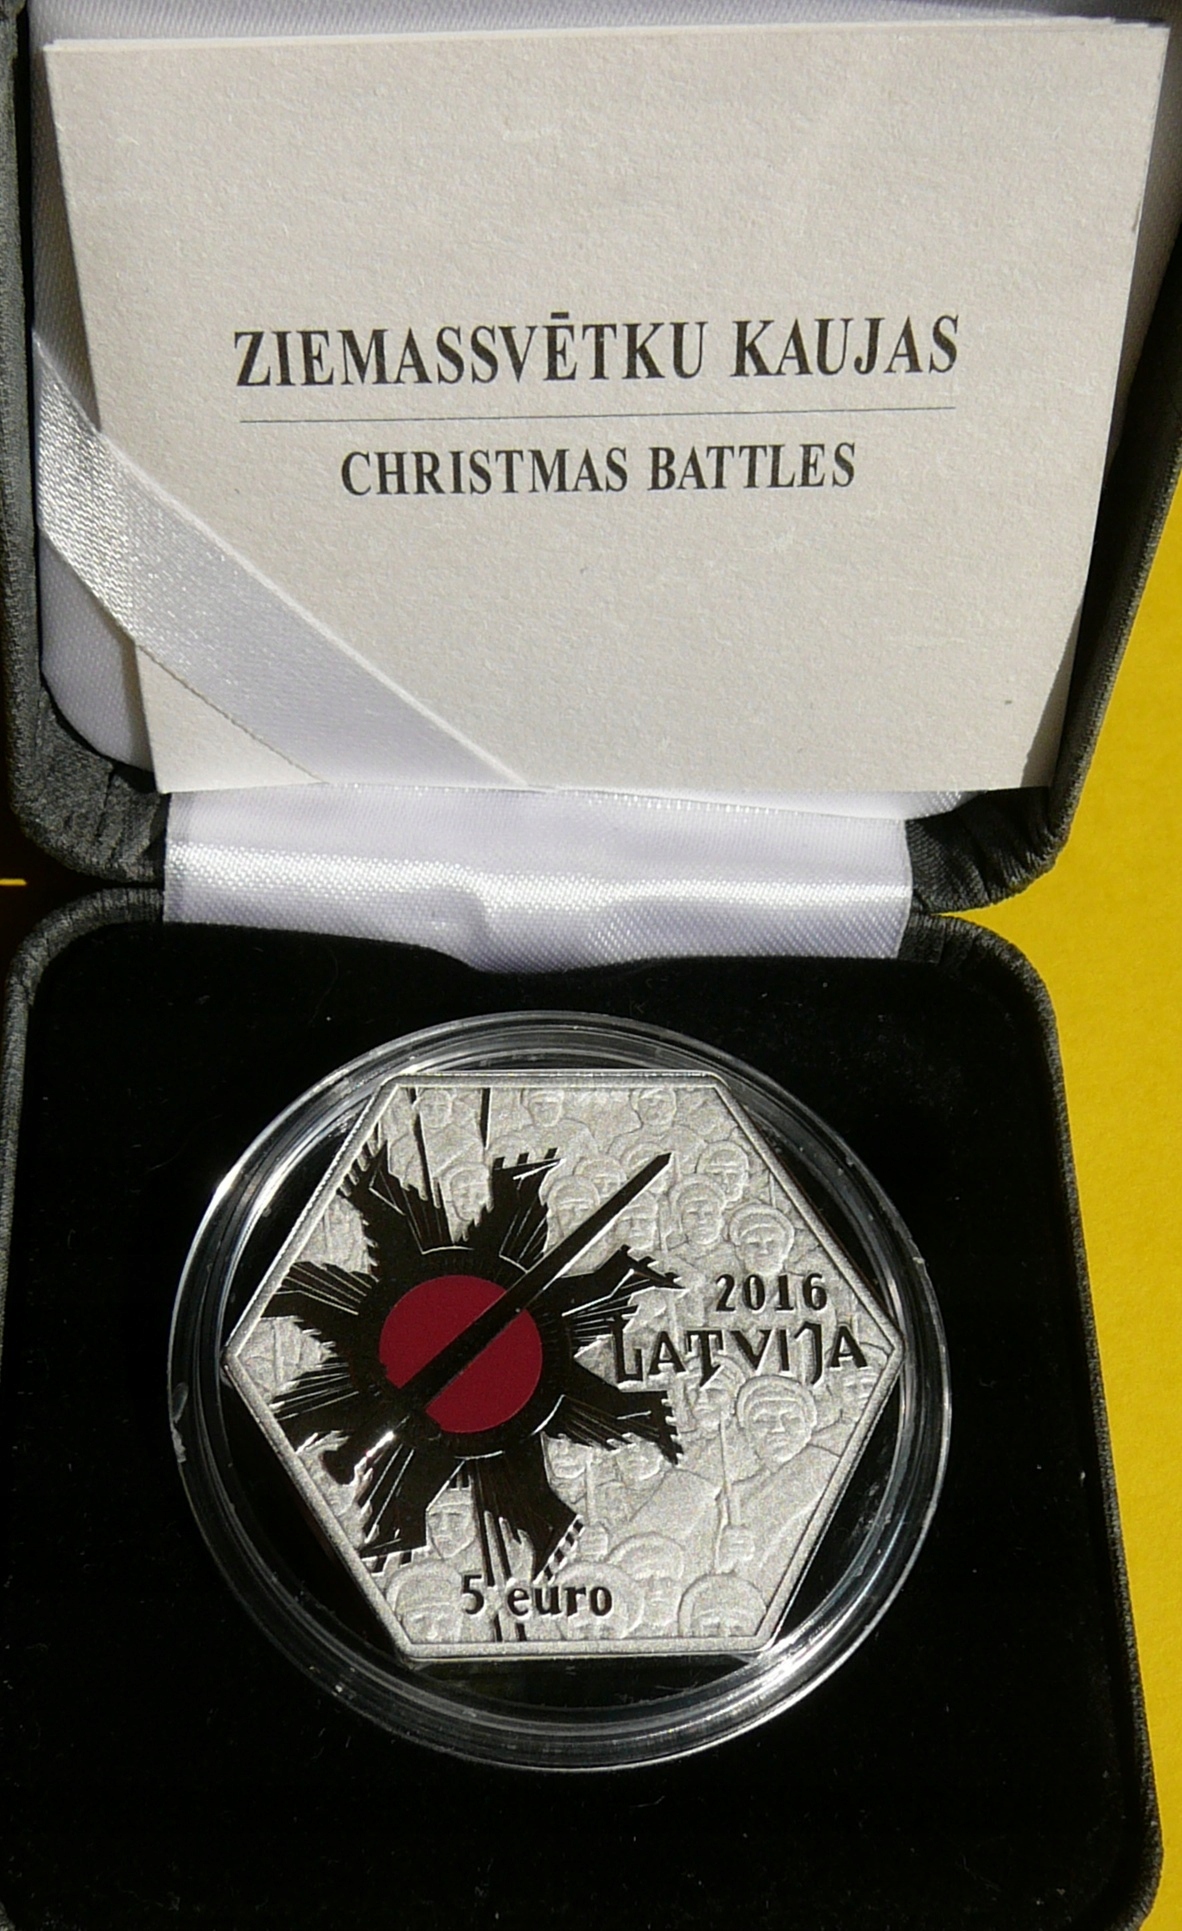 ZIEMASSVĒTKU KAUJAS
CHRISTMAS BATTLES
2016
LATVIJA
5 euro